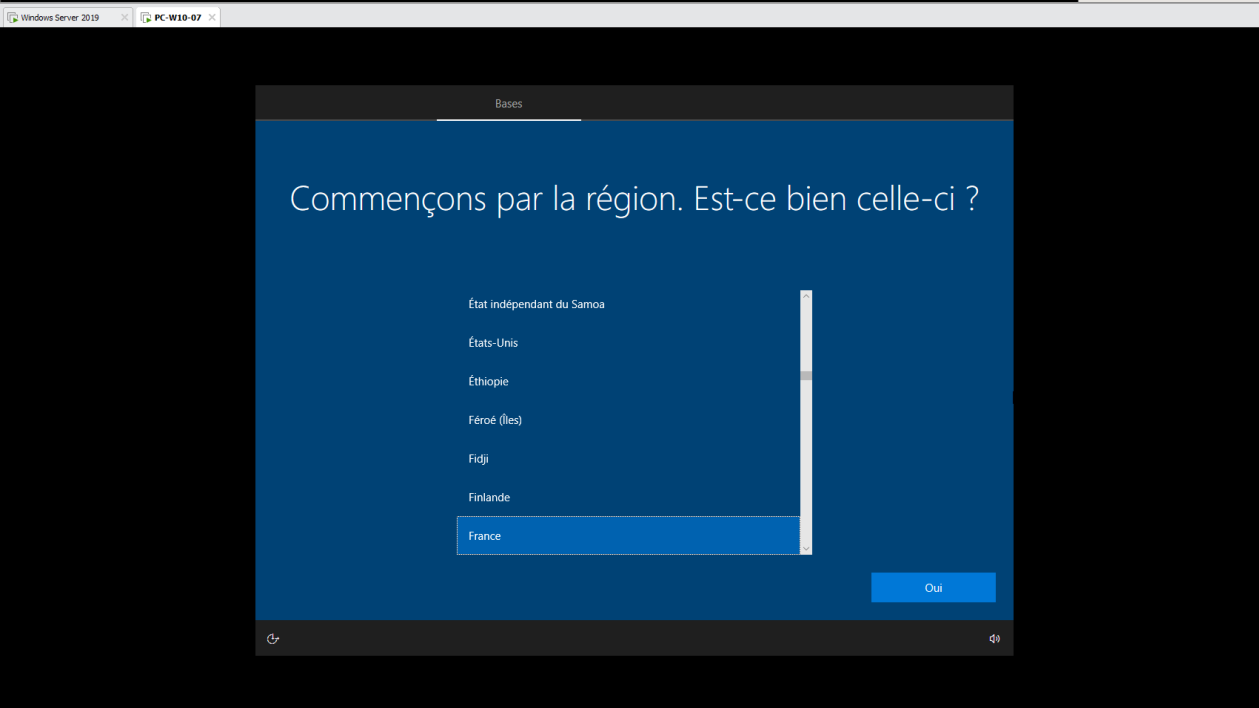 Windows Server 2019
PC-W10-07
Bases
Commençons par la région. Est-ce bien celle-ci ?
État indépendant du Samoa
États-Unis
Éthiopie
Féroé (Îles)
Fidji
Finlande
France
Oui